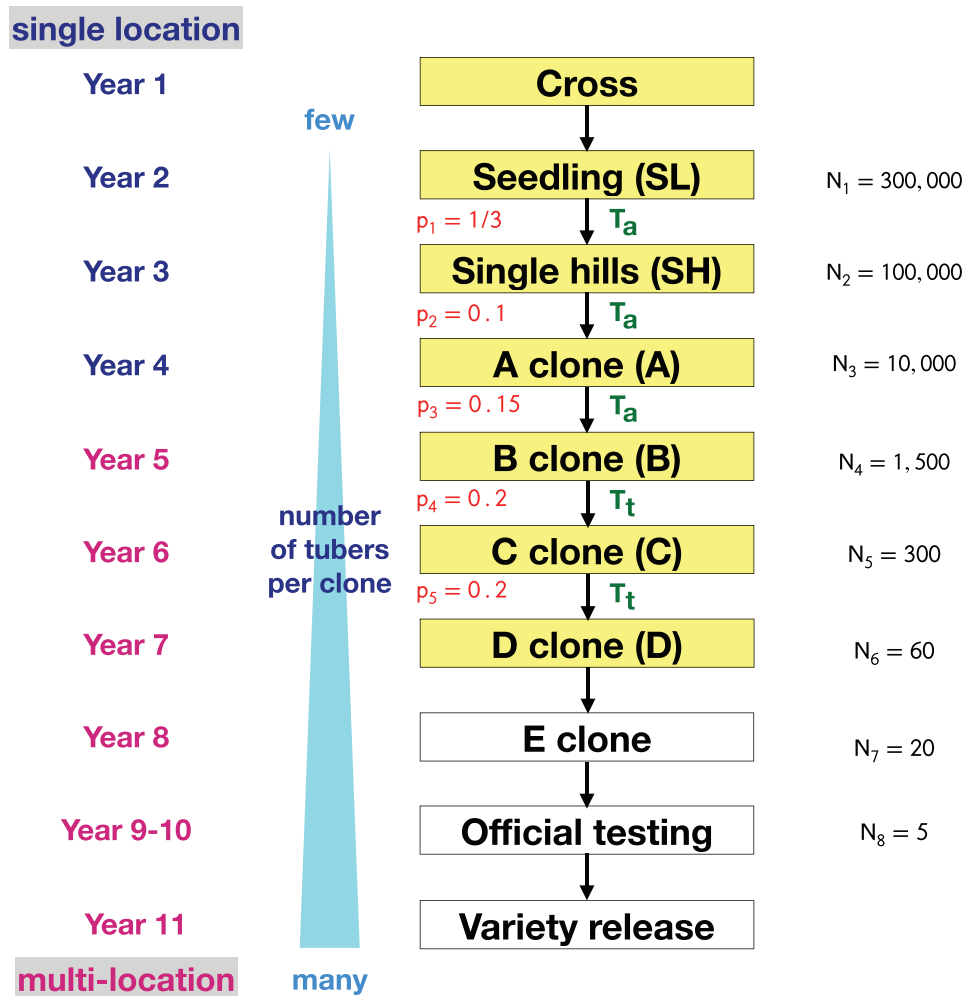 single location
Year 1
Cross
few
Year 2
Seedling (SL)
N₁ = 300,000
p₁ = 1/3
Tₐ
Year 3
Single hills (SH)
N₂ = 100,000
p₂ = 0.1
Tₐ
Year 4
A clone (A)
N₃ = 10,000
p₃ = 0.15
Tₐ
Year 5
B clone (B)
N₄ = 1,500
p₄ = 0.2
Tₜ
number
of tubers
per clone
Year 6
C clone (C)
N₅ = 300
p₅ = 0.2
Tₜ
Year 7
D clone (D)
N₆ = 60
Year 8
E clone
N₇ = 20
Year 9-10
Official testing
N₈ = 5
Year 11
Variety release
multi-location
many